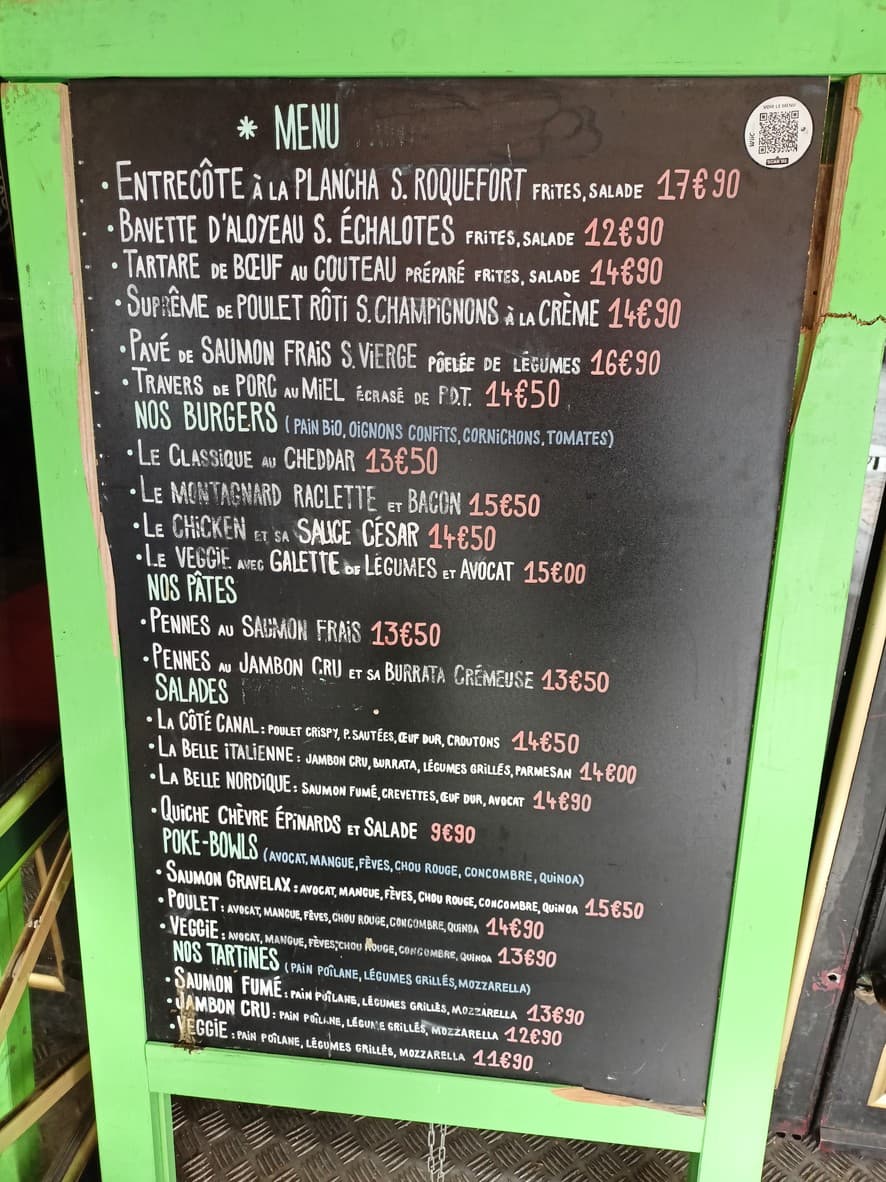 * MENU
VOIR LE MENU
SCAN ME
• ENTRECÔTE À LA PLANCHA S. ROQUEFORT FRITES, SALADE 17€90
• BAVETTE D'ALOYEAU S. ÉCHALOTES FRITES, SALADE 12€90
• TARTARE DE BŒUF AU COUTEAU PRÉPARÉ FRITES, SALADE 14€90
• SUPRÊME DE POULET RÔTI S. CHAMPIGNONS À LA CRÈME 14€90
• PAVÉ DE SAUMON FRAIS S. VIERGE PÔELÉE DE LÉGUMES 16€90
• TRAVERS DE PORC AU MIEL ÉCRASÉ DE P.D.T. 14€50
NOS BURGERS (PAIN BIO, OIGNONS CONFITS, CORNICHONS, TOMATES)
• LE CLASSIQUE AU CHEDDAR 13€50
• LE MONTAGNARD RACLETTE ET BACON 15€50
• LE CHICKEN ET SA SAUCE CÉSAR 14€50
• LE VEGGIE AVEC GALETTE DE LÉGUMES ET AVOCAT 15€00
NOS PÂTES
• PENNES AU SAUMON FRAIS 13€50
• PENNES AU JAMBON CRU ET SA BURRATA CRÉMEUSE 13€50
SALADES
• LA CÔTÉ CANAL : POULET CRISPY, P. SAUTÉES, ŒUF DUR, CROUTONS 14€50
• LA BELLE ITALIENNE : JAMBON CRU, BURRATA, LÉGUMES GRILLÉS, PARMESAN 14€00
• LA BELLE NORDIQUE : SAUMON FUMÉ, CREVETTES, ŒUF DUR, AVOCAT 14€90
• QUICHE CHÈVRE ÉPINARDS ET SALADE 9€90
POKE-BOWLS (AVOCAT, MANGUE, FÈVES, CHOU ROUGE, CONCOMBRE, QUINOA)
• SAUMON GRAVELAX : AVOCAT, MANGUE, FÈVES, CHOU ROUGE, CONCOMBRE, QUINOA 15€50
• POULET : AVOCAT, MANGUE, FÈVES, CHOU ROUGE, CONCOMBRE, QUINOA 14€90
• VEGGIE : AVOCAT, MANGUE, FÈVES, CHOU ROUGE, CONCOMBRE, QUINOA 13€90
NOS TARTINES (PAIN POÎLANE, LÉGUMES GRILLÉS, MOZZARELLA)
• SAUMON FUMÉ : PAIN POÎLANE, LÉGUMES GRILLÉS, MOZZARELLA 13€90
• JAMBON CRU : PAIN POÎLANE, LÉGUME GRILLÉS, MOZZARELLA 12€90
• VEGGIE : PAIN POÎLANE, LÉGUMES GRILLÉS, MOZZARELLA 11€90